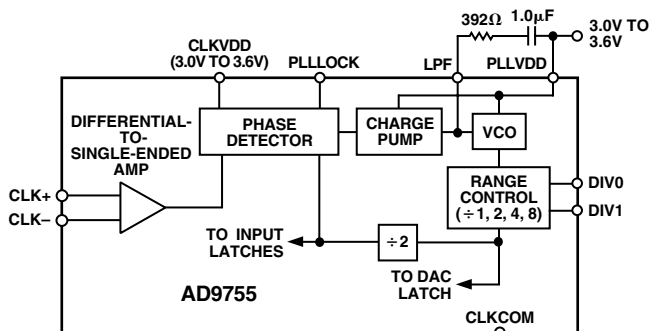 392Ω 1.0μF
3.0V TO
3.6V
CLKVDD
(3.0V TO 3.6V)
PLLLOCK
LPF
PLLVDD
DIFFERENTIAL-
TO-
SINGLE-ENDED
AMP
PHASE
DETECTOR
CHARGE
PUMP
VCO
CLK+
CLK–
RANGE
CONTROL
(÷1, 2, 4, 8)
DIV0
DIV1
TO INPUT
LATCHES
÷2
TO DAC
LATCH
AD9755
CLKCOM